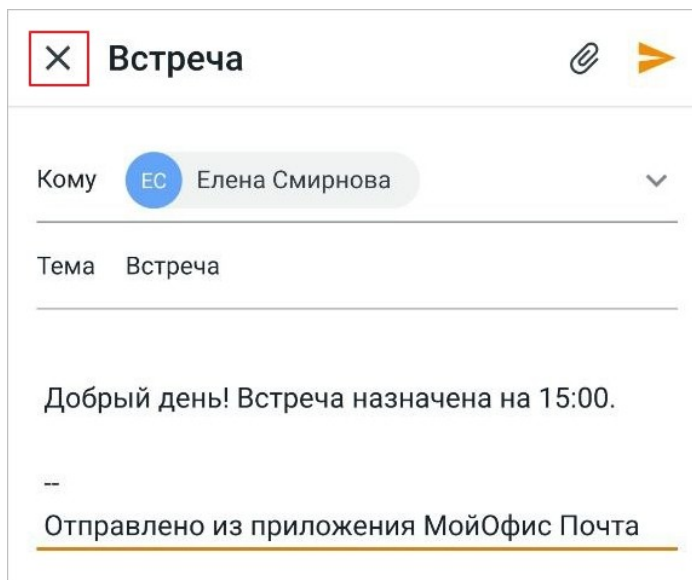 Встреча
Кому ЕС Елена Смирнова
Тема Встреча
Добрый день! Встреча назначена на 15:00.
--
Отправлено из приложения МойОфис Почта